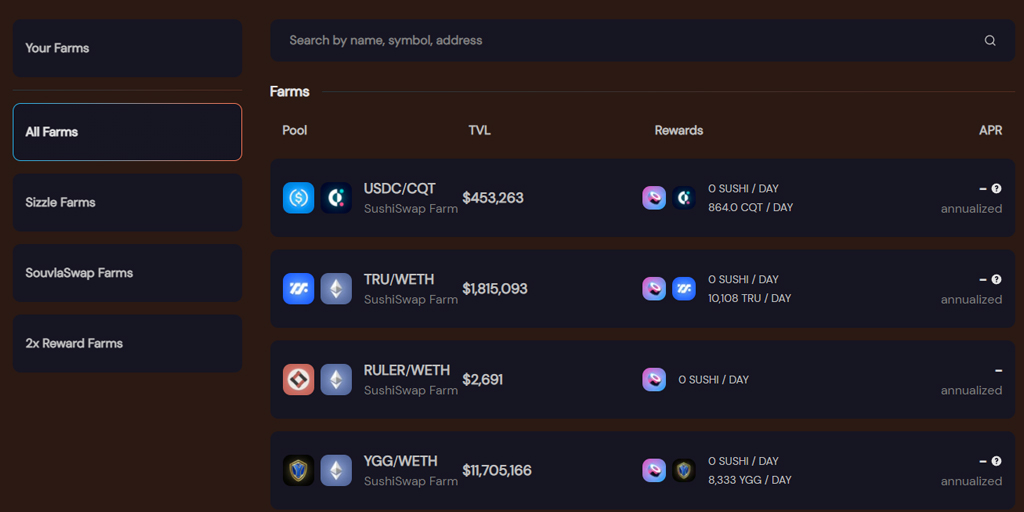 Your Farms
All Farms
Sizzle Farms
SouvlaSwap Farms
2x Reward Farms
Search by name, symbol, address
Farms
Pool TVL Rewards APR
USDC/CQT
SushiSwap Farm
$453,263
0 SUSHI / DAY
864.0 CQT / DAY
– ?
annualized
TRU/WETH
SushiSwap Farm
$1,815,093
0 SUSHI / DAY
10,108 TRU / DAY
– ?
annualized
RULER/WETH
SushiSwap Farm
$2,691
0 SUSHI / DAY
–
annualized
YGG/WETH
SushiSwap Farm
$11,705,166
0 SUSHI / DAY
8,333 YGG / DAY
– ?
annualized